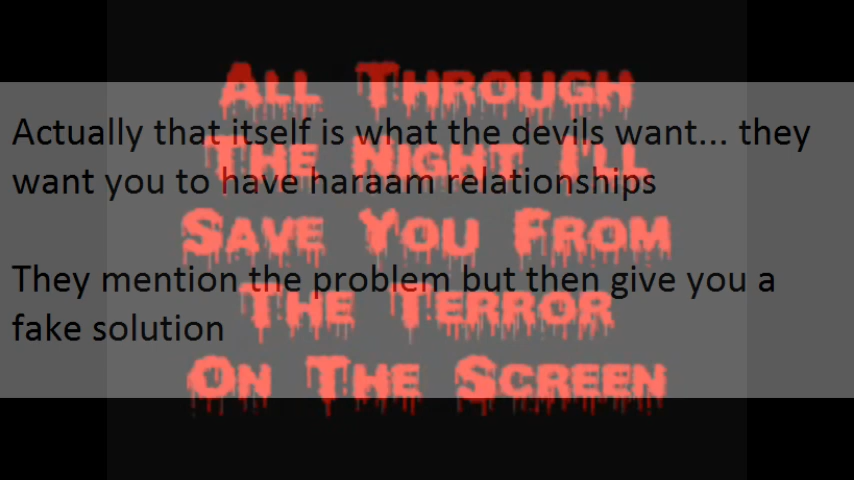 All Through
Actually that itself is what the devils want... they
The Night I'll
want you to have haraam relationships
Save You From
They mention the problem but then give you a
The Terror
fake solution
On The Screen